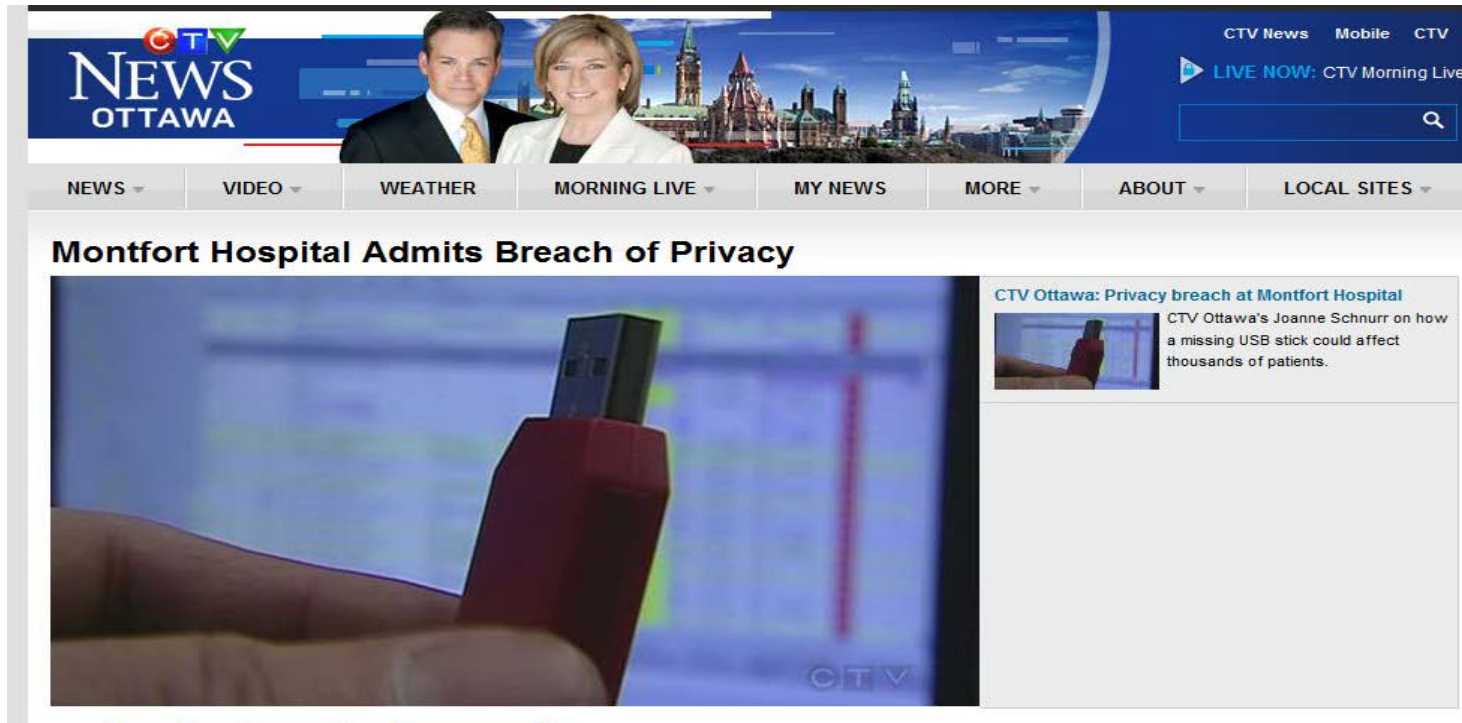 CTV
NEWS
OTTAWA
CTV News Mobile CTV
LIVE NOW: CTV Morning Live
NEWS VIDEO WEATHER MORNING LIVE MY NEWS MORE ABOUT LOCAL SITES
Montfort Hospital Admits Breach of Privacy
CTV
CTV Ottawa: Privacy breach at Montfort Hospital
CTV Ottawa's Joanne Schnurr on how
a missing USB stick could affect
thousands of patients.